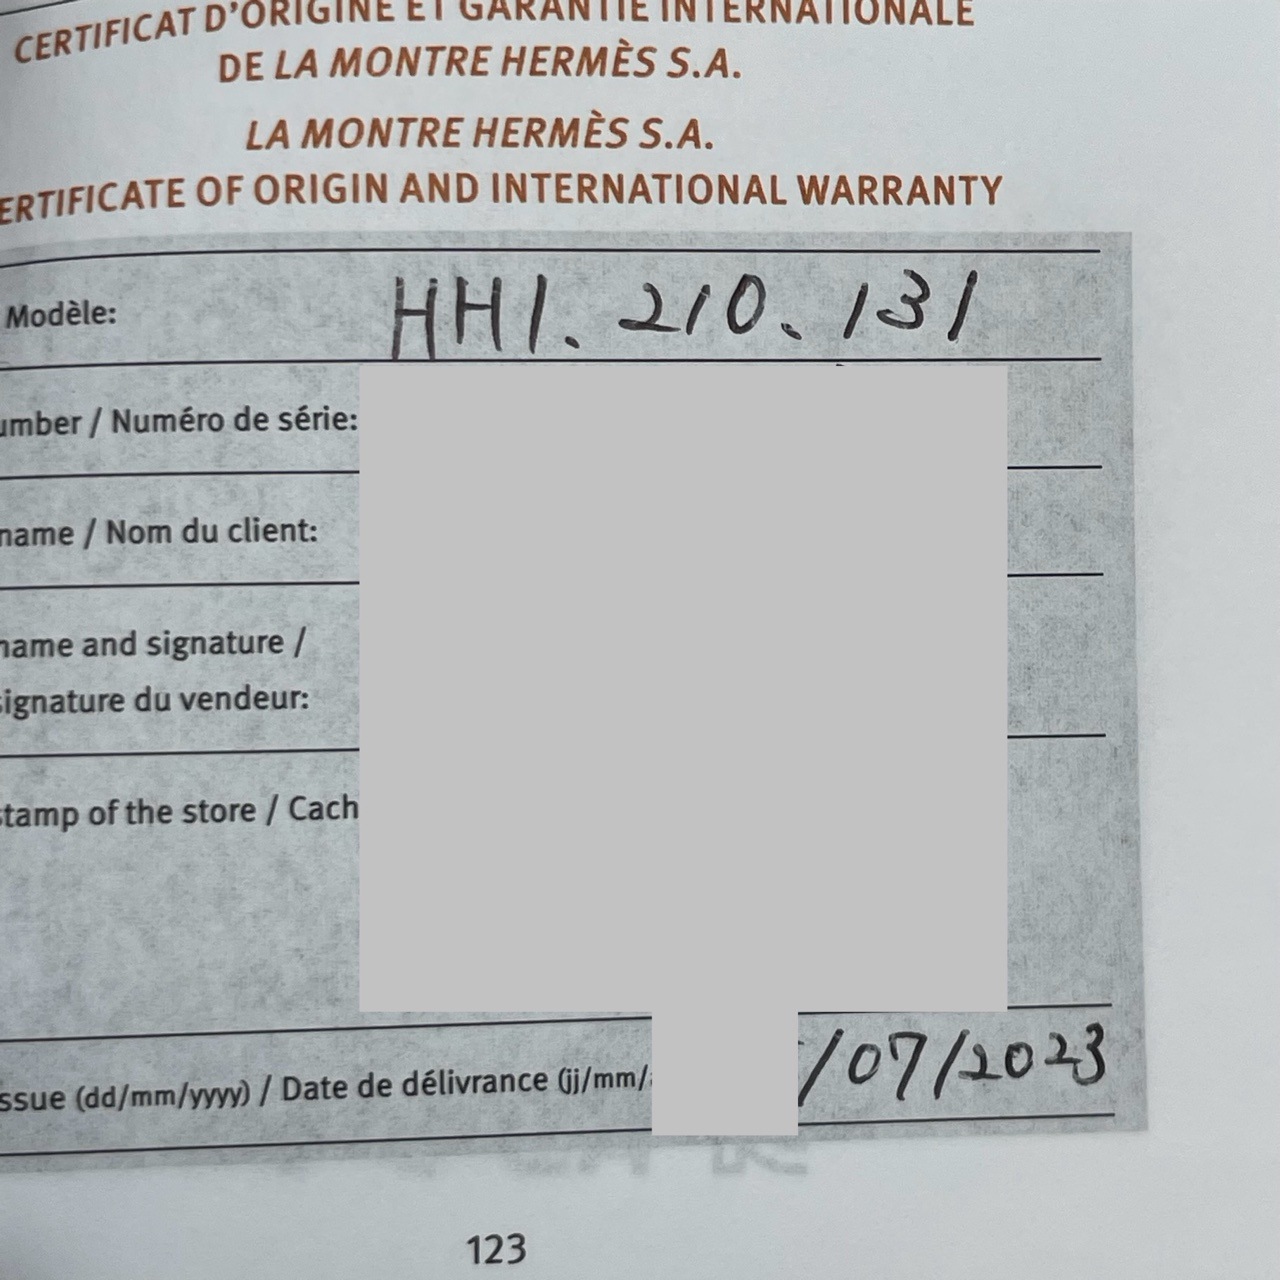 CERTIFICAT D'ORIGINE ET GARANTIE INTERNATIONALE
DE LA MONTRE HERMÈS S.A.
LA MONTRE HERMÈS S.A.
ERTIFICATE OF ORIGIN AND INTERNATIONAL WARRANTY
Modèle: HH1.210.131
umber / Numéro de série:
name / Nom du client:
name and signature /
signature du vendeur:
stamp of the store / Cach
ssue (dd/mm/yyyy) / Date de délivrance (jj/mm/ /07/2023
123